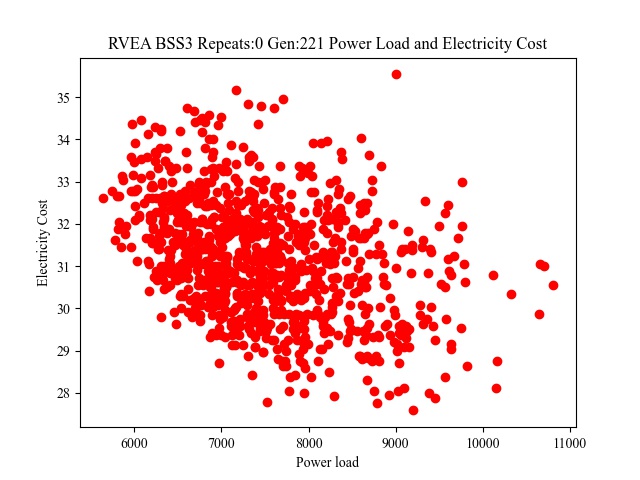 RVEA BSS3 Repeats:0 Gen:221 Power Load and Electricity Cost
35
34
33
32
31
30
29
28
Electricity Cost
6000 7000 8000 9000 10000 11000
Power load